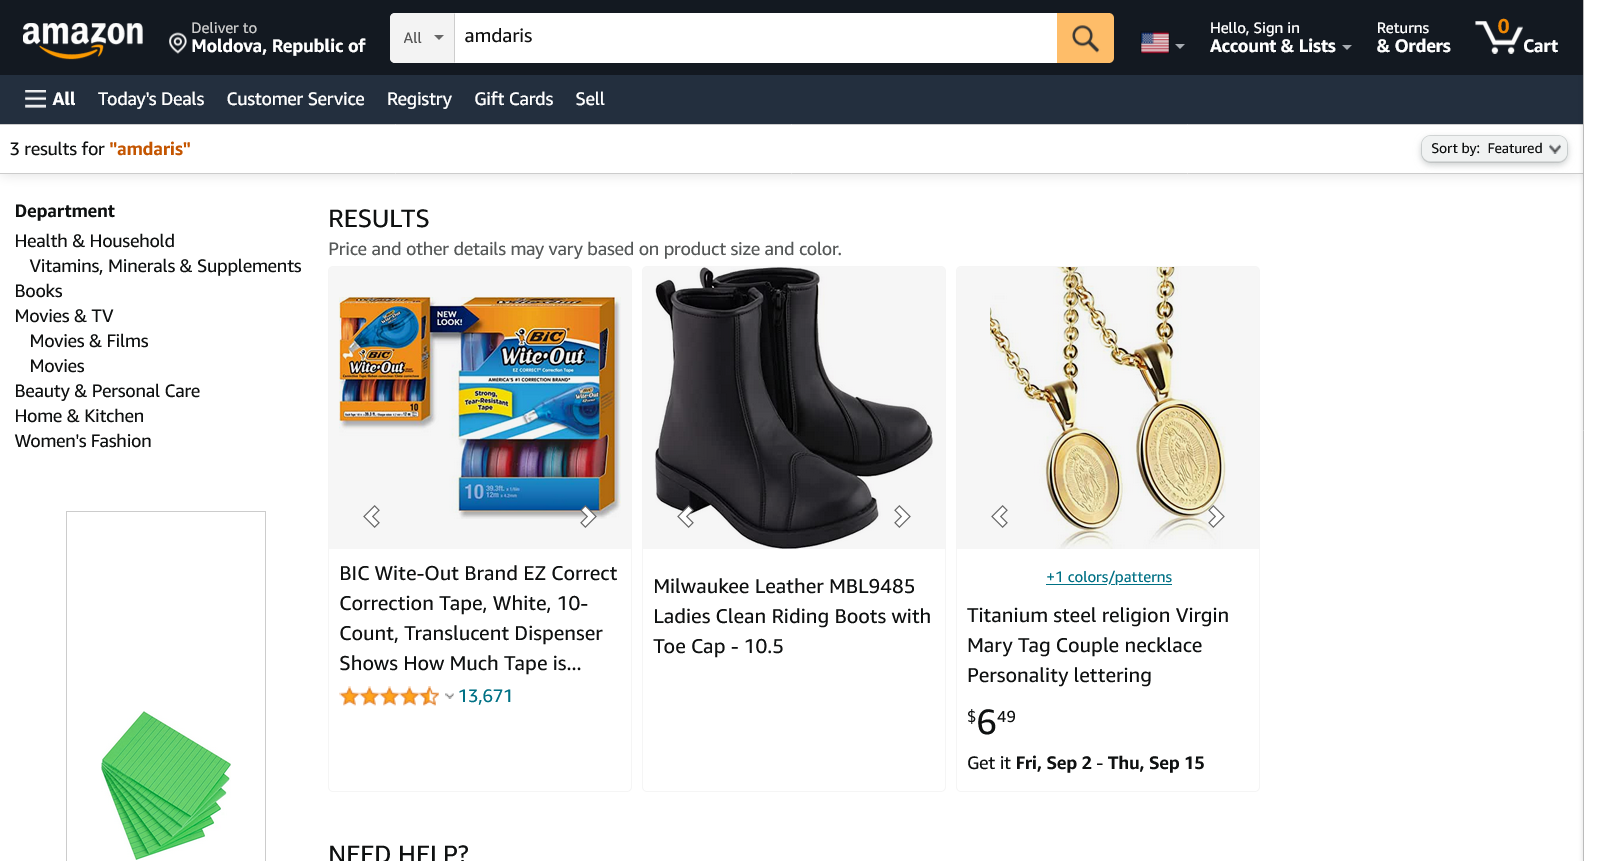 amazon
Deliver to
Moldova, Republic of
All
amdaris
Hello, Sign in
Account & Lists
Returns
& Orders
0
Cart
All
Today's Deals
Customer Service
Registry
Gift Cards
Sell
3 results for "amdaris"
Sort by: Featured
Department
Health & Household
Vitamins, Minerals & Supplements
Books
Movies & TV
Movies & Films
Movies
Beauty & Personal Care
Home & Kitchen
Women's Fashion
RESULTS
Price and other details may vary based on product size and color.
NEW
LOOK!
BIC
Wite·Out
10
BIC
Wite·Out
EZ CORRECT Correction Tape
AMERICA'S #1 CORRECTION BRAND
Strong,
Tear-Resistant
Tape
10
BIC Wite-Out Brand EZ Correct
Correction Tape, White, 10-
Count, Translucent Dispenser
Shows How Much Tape is...
13,671
Milwaukee Leather MBL9485
Ladies Clean Riding Boots with
Toe Cap - 10.5
+1 colors/patterns
Titanium steel religion Virgin
Mary Tag Couple necklace
Personality lettering
$6 49
Get it Fri, Sep 2 - Thu, Sep 15
NEED HELP?